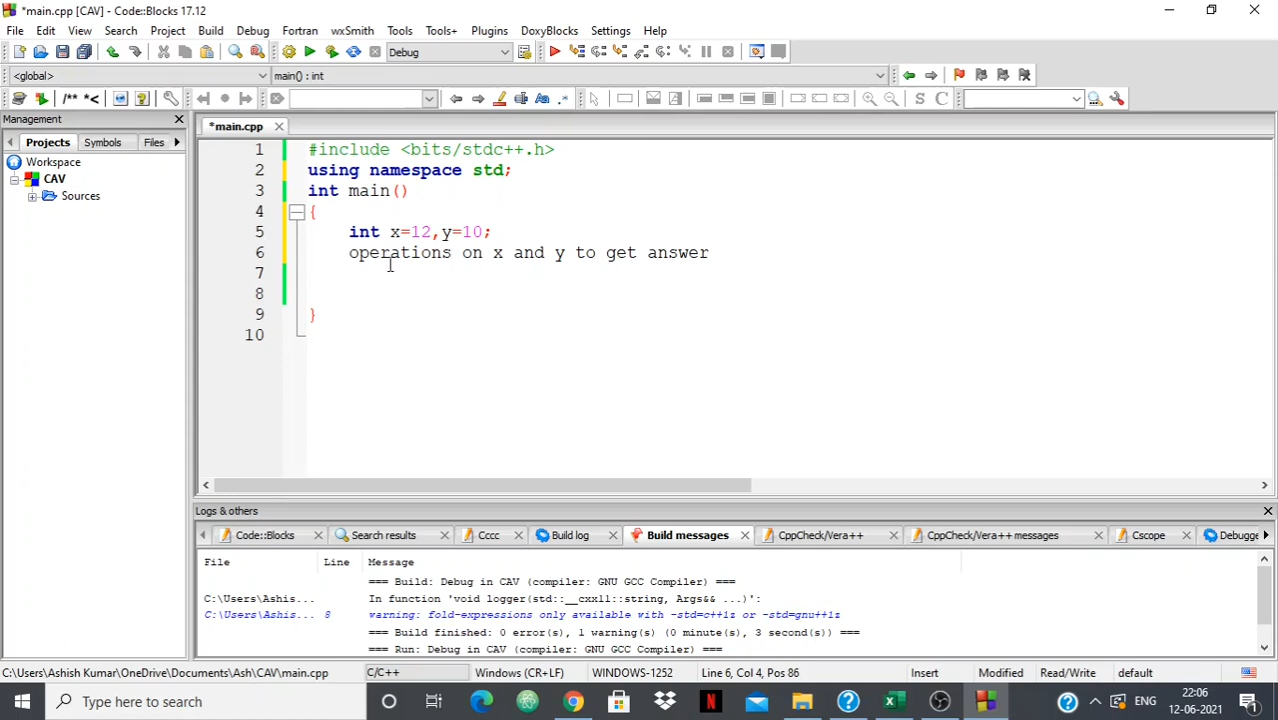 *main.cpp [CAV] - Code::Blocks 17.12
File Edit View Search Project Build Debug Fortran wxSmith Tools Tools+ Plugins DoxyBlocks Settings Help
Debug
<global> main() : int
/** *<
Management
*main.cpp
Projects Symbols Files
Workspace
CAV
Sources
1 #include <bits/stdc++.h>
2 using namespace std;
3 int main()
4 {
5 int x=12,y=10;
6 operations on x and y to get answer
7
8
9 }
10
Logs & others
Code::Blocks Search results Cccc Build log Build messages CppCheck/Vera++ CppCheck/Vera++ messages Cscope Debugge
File Line Message
=== Build: Debug in CAV (compiler: GNU GCC Compiler) ===
C:\Users\Ashis... In function 'void logger(std::__cxx11::string, Args&& ...)':
C:\Users\Ashis... 8 warning: fold-expressions only available with -std=c++1z or -std=gnu++1z
=== Build finished: 0 error(s), 1 warning(s) (0 minute(s), 3 second(s)) ===
=== Run: Debug in CAV (compiler: GNU GCC Compiler) ===
C:\Users\Ashish Kumar\OneDrive\Documents\Ash\CAV\main.cpp C/C++ Windows (CR+LF) WINDOWS-1252 Line 6, Col 4, Pos 86 Insert Modified Read/Write default
Type here to search
ENG
22:06
12-06-2021
1